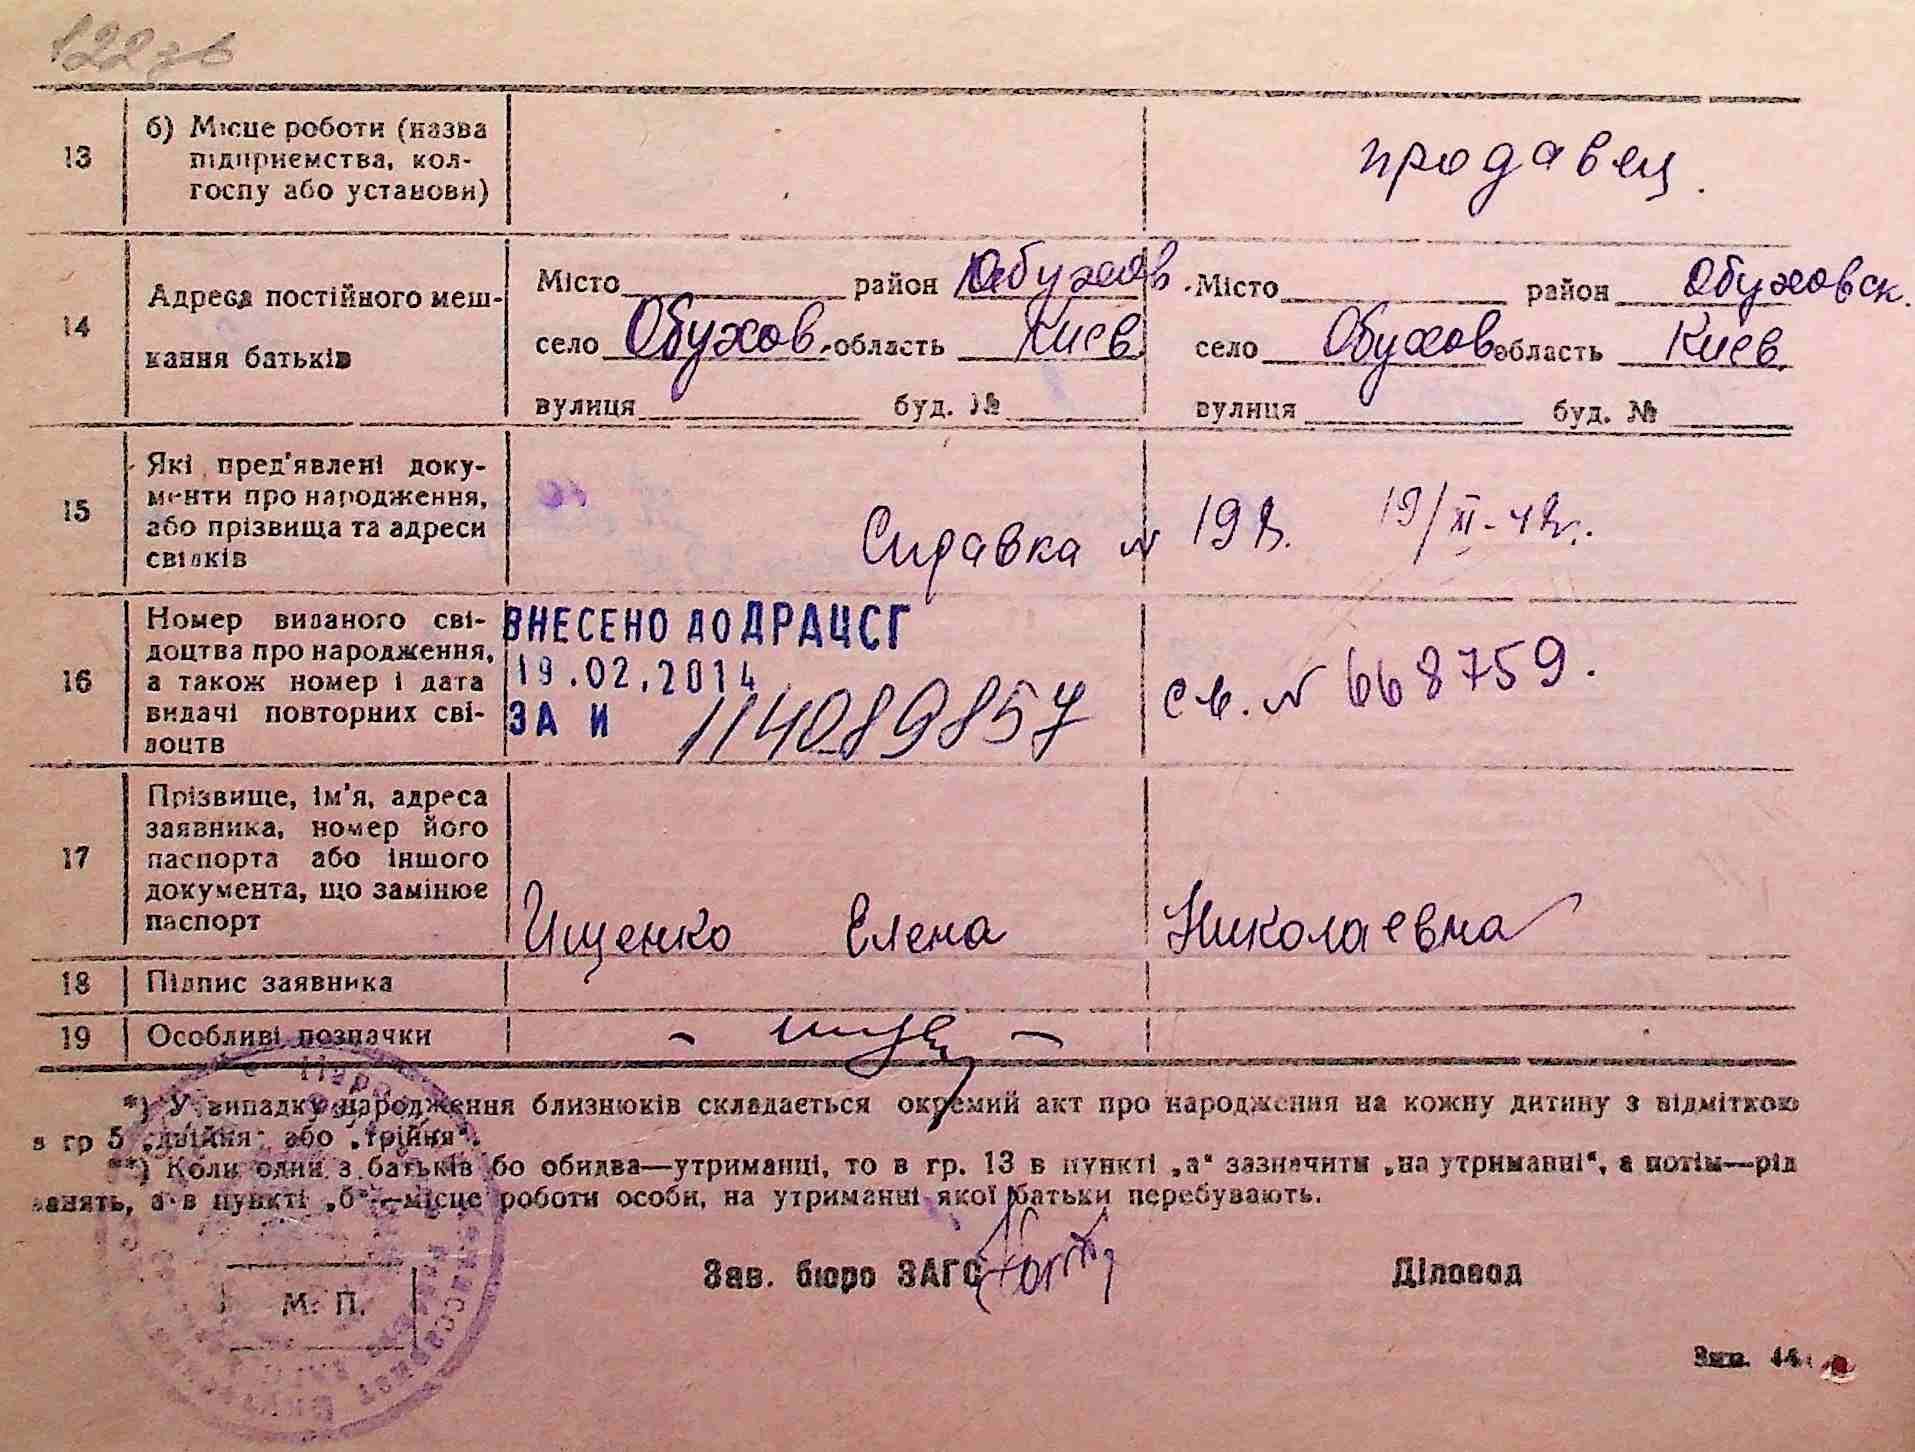 13 б) Місце роботи (назва
підприємства, кол-
госпу або установи)
продавец.
14 Адреса постійного меш-
кання батьків
Місто район Обухов
село Обухов область Киев
вулиця буд. №
Місто район Обуховск.
село Обухов область Киев
вулиця буд. №
15 Які пред'явлені доку-
менти про народження,
або прізвища та адреси
свідків
Справка №
16 Номер виданого сві-
доцтва про народження,
а також номер і дата
видачі повторних сві-
доцтв
ВНЕСЕНО ДО ДРАЦСГ
19.02.2014
ЗА И 114089857
св. № 668759.
17 Прізвище, ім'я, адреса
заявника, номер його
паспорта або іншого
документа, що замінює
паспорт
Ищенко Елена Николаевна
18 Підпис заявника
19 Особливі позначки
*) У випадку народження близнюків складається окремий акт про народження на кожну дитину з відміткою
в гр 5 „двійня" або „трійня".
**) Коли один з батьків бо обидва—утриманці, то в гр. 13 в пункті „а" зазначити „на утриманні", а потім—рід
занять, а в пункті „б"—місце роботи особи, на утриманні якої батьки перебувають.
Зав. бюро ЗАГС
Діловод
М. П.